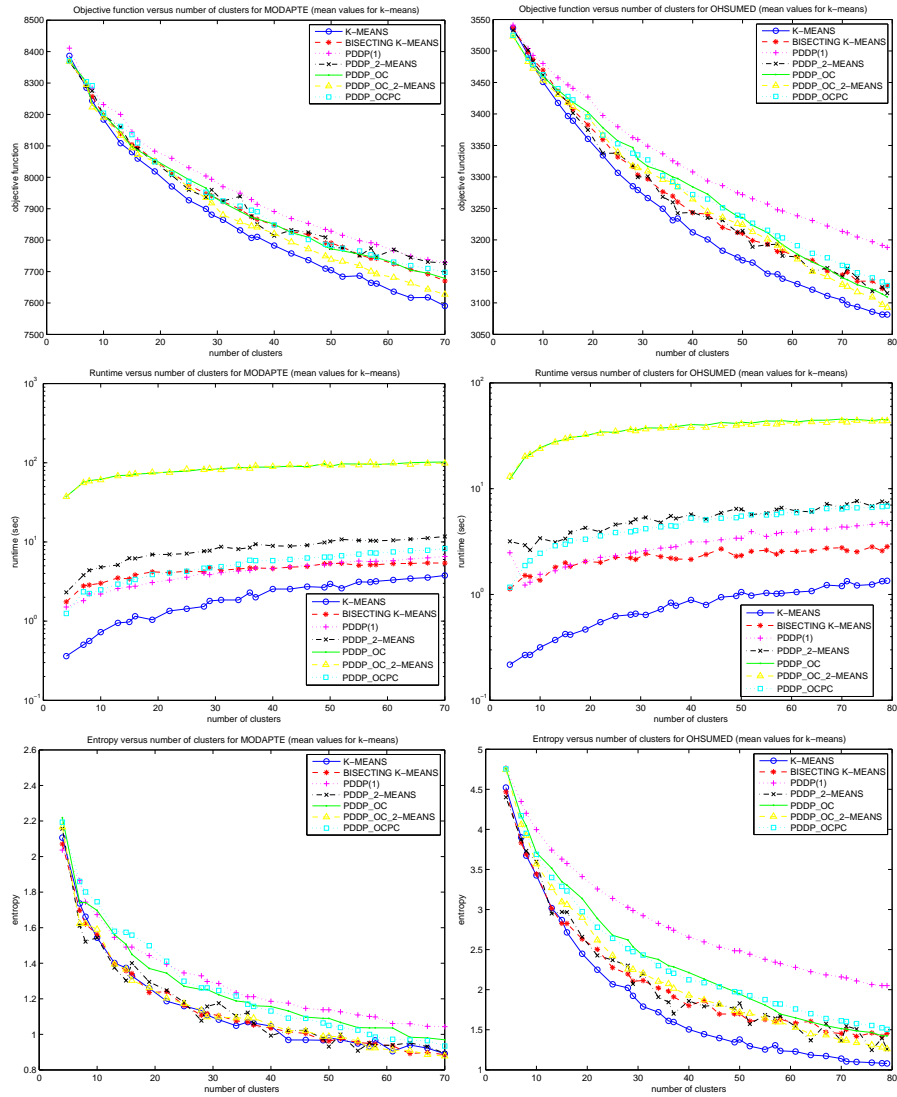 Objective function versus number of clusters for MODAPTE (mean values for k−means)
8500
8400
8300
8200
8100
8000
7900
7800
7700
7600
7500
objective function
0 10 20 30 40 50 60 70
number of clusters
K−MEANS
BISECTING K−MEANS
PDDP(1)
PDDP_2−MEANS
PDDP_OC
PDDP_OC_2−MEANS
PDDP_OCPC
Objective function versus number of clusters for OHSUMED (mean values for k−means)
3550
3500
3450
3400
3350
3300
3250
3200
3150
3100
3050
objective function
0 10 20 30 40 50 60 70 80
number of clusters
K−MEANS
BISECTING K−MEANS
PDDP(1)
PDDP_2−MEANS
PDDP_OC
PDDP_OC_2−MEANS
PDDP_OCPC
Runtime versus number of clusters for MODAPTE (mean values for k−means)
10^3
10^2
10^1
10^0
10^−1
runtime (sec)
0 10 20 30 40 50 60 70
number of clusters
K−MEANS
BISECTING K−MEANS
PDDP(1)
PDDP_2−MEANS
PDDP_OC
PDDP_OC_2−MEANS
PDDP_OCPC
Runtime versus number of clusters for OHSUMED (mean values for k−means)
10^2
10^1
10^0
10^−1
runtime (sec)
0 10 20 30 40 50 60 70 80
number of clusters
K−MEANS
BISECTING K−MEANS
PDDP(1)
PDDP_2−MEANS
PDDP_OC
PDDP_OC_2−MEANS
PDDP_OCPC
Entropy versus number of clusters for MODAPTE (mean values for k−means)
2.6
2.4
2.2
2
1.8
1.6
1.4
1.2
1
0.8
entropy
0 10 20 30 40 50 60 70
number of clusters
K−MEANS
BISECTING K−MEANS
PDDP(1)
PDDP_2−MEANS
PDDP_OC
PDDP_OC_2−MEANS
PDDP_OCPC
Entropy versus number of clusters for OHSUMED (mean values for k−means)
5
4.5
4
3.5
3
2.5
2
1.5
1
entropy
0 10 20 30 40 50 60 70 80
number of clusters
K−MEANS
BISECTING K−MEANS
PDDP(1)
PDDP_2−MEANS
PDDP_OC
PDDP_OC_2−MEANS
PDDP_OCPC